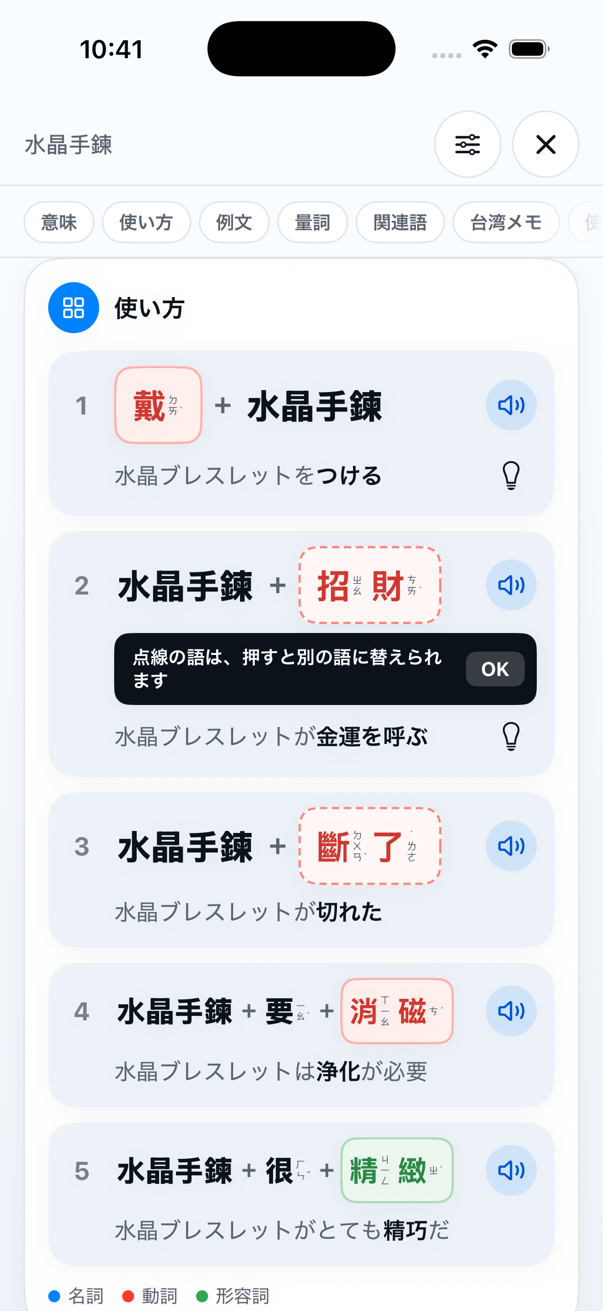 10:41
水晶手鍊
意味 使い方 例文 量詞 関連語 台湾メモ 使
使い方
1 戴ㄉㄞˋ + 水晶手鍊
水晶ブレスレットをつける
2 水晶手鍊 + 招ㄓㄠ財ㄘㄞˊ
点線の語は、押すと別の語に替えられ
ます
OK
水晶ブレスレットが金運を呼ぶ
3 水晶手鍊 + 斷ㄉㄨㄢˋ了˙ㄌㄜ
水晶ブレスレットが切れた
4 水晶手鍊 + 要ㄧㄠˋ + 消ㄒㄧㄠ磁ㄘˊ
水晶ブレスレットは浄化が必要
5 水晶手鍊 + 很ㄏㄣˇ + 精ㄐㄧㄥ緻ㄓˋ
水晶ブレスレットがとても精巧だ
名詞 動詞 形容詞